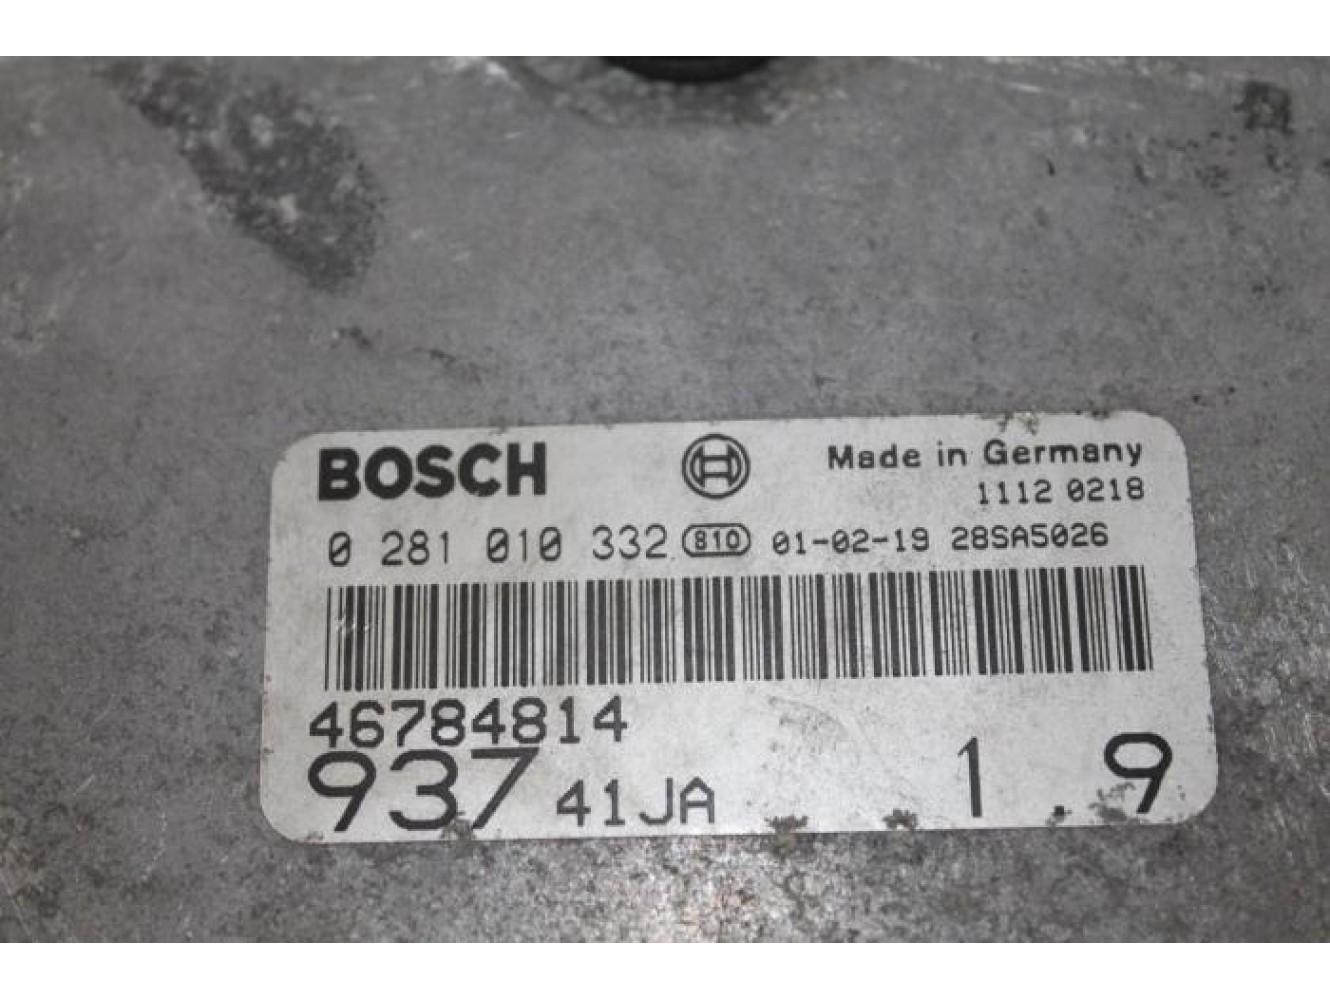 BOSCH Made in Germany
1112 0218
0 281 010 332 810 01-02-19 28SA5026
46784814
937 41JA 1.9